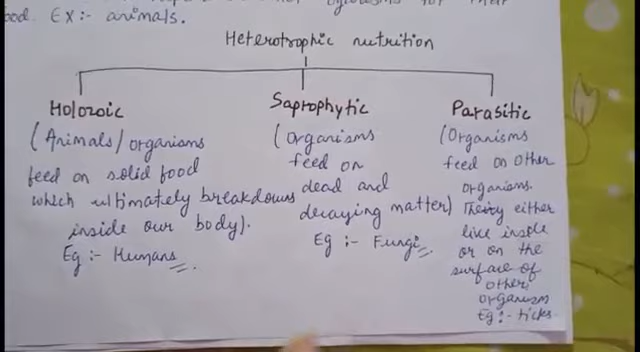 ood. EX:- animals.
Heterotrophic nutrition
Holozoic
(Animals/organisms
feed on solid food
which ultimately breakdowns
inside our body).
Eg :- Humans
Saprophytic
(organisms
feed on
dead and
decaying matter)
Eg :- Fungi
Parasitic
(Organisms
feed on other
organisms.
They either
live inside
or on the
surface of
other
organism
Eg:- ticks